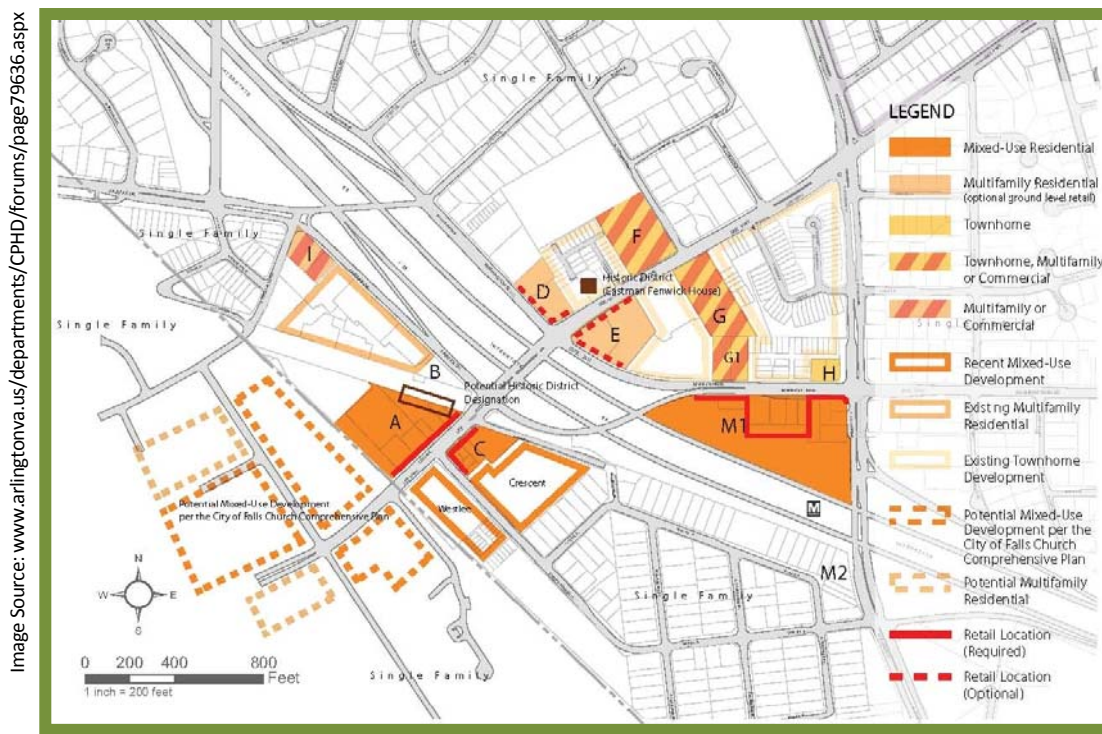 Image Source: www.arlingtonva.us/departments/CPHD/forums/page79636.aspx
Single Family
Single Family
Single Family
I
F
D
Historic District
(Eastman Fenwick House)
E
G
G1
H
B
Potential Historic District
Designation
A
C
M1
Crescent
Westlee
Potential Mixed-Use Development
per the City of Falls Church Comprehensive Plan
M
M2
Single Family
Single Family
N
W
E
S
0 200 400 800
Feet
1 inch = 200 feet
LEGEND
Mixed-Use Residential
Multifamily Residential
(optional ground level retail)
Townhome
Townhome, Multifamily
or Commercial
Multifamily or
Commercial
Recent Mixed-Use
Development
Existing Multifamily
Residential
Existing Townhome
Development
Potential Mixed-Use
Development per the
City of Falls Church
Comprehensive Plan
Potential Multifamily
Residential
Retail Location
(Required)
Retail Location
(Optional)